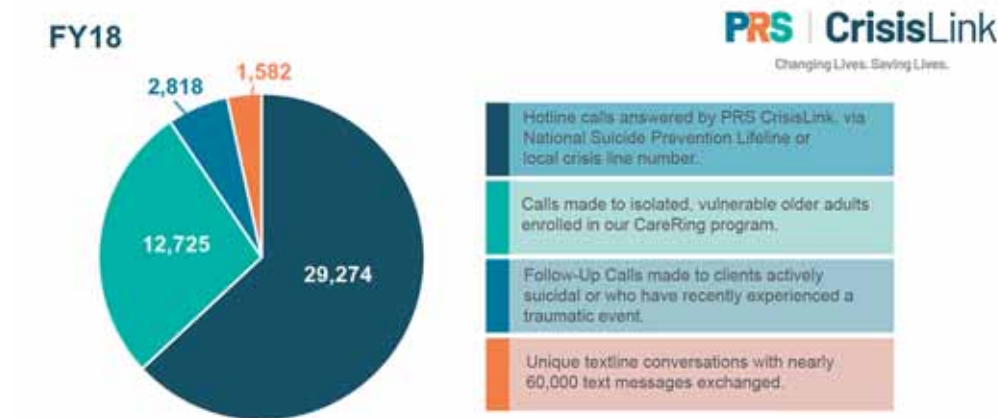 FY18
PRS | CrisisLink
Changing Lives. Saving Lives.
1,582
2,818
12,725
29,274
Hotline calls answered by PRS CrisisLink, via
National Suicide Prevention Lifeline or
local crisis line number.
Calls made to isolated, vulnerable older adults
enrolled in our CareRing program.
Follow-Up Calls made to clients actively
suicidal or who have recently experienced a
traumatic event.
Unique textline conversations with nearly
60,000 text messages exchanged.